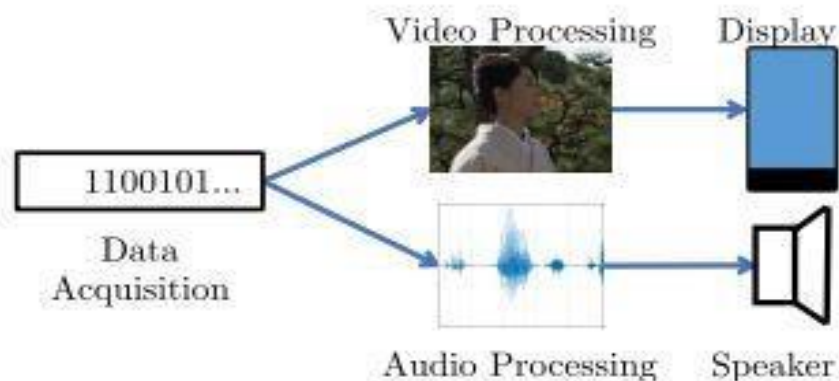 Video Processing
Display
1100101...
Data
Acquisition
Audio Processing
Speaker